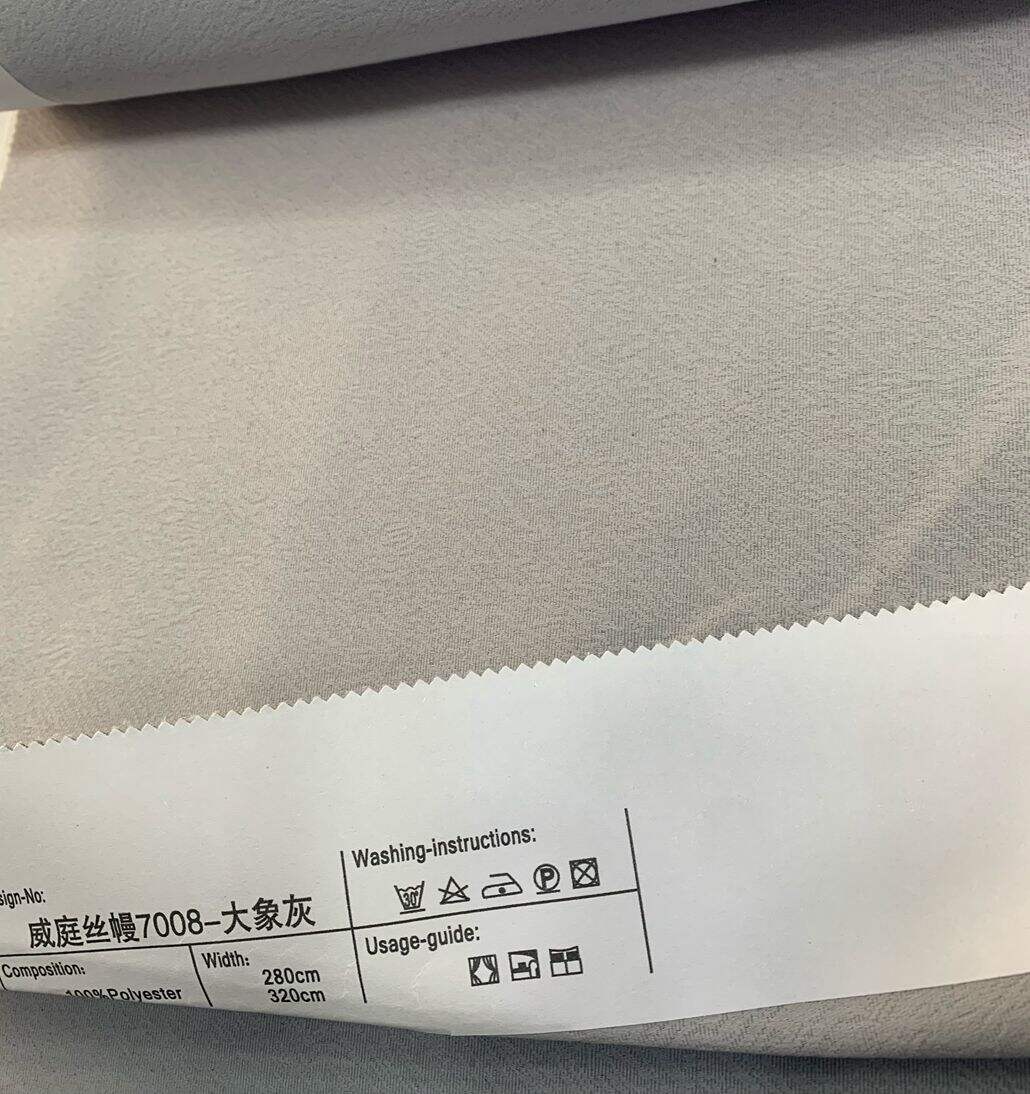 sign-No:
威庭丝幔7008-大象灰
Composition:
100%Polyester
Width:
280cm
320cm
Washing-instructions:
30°
P
Usage-guide: